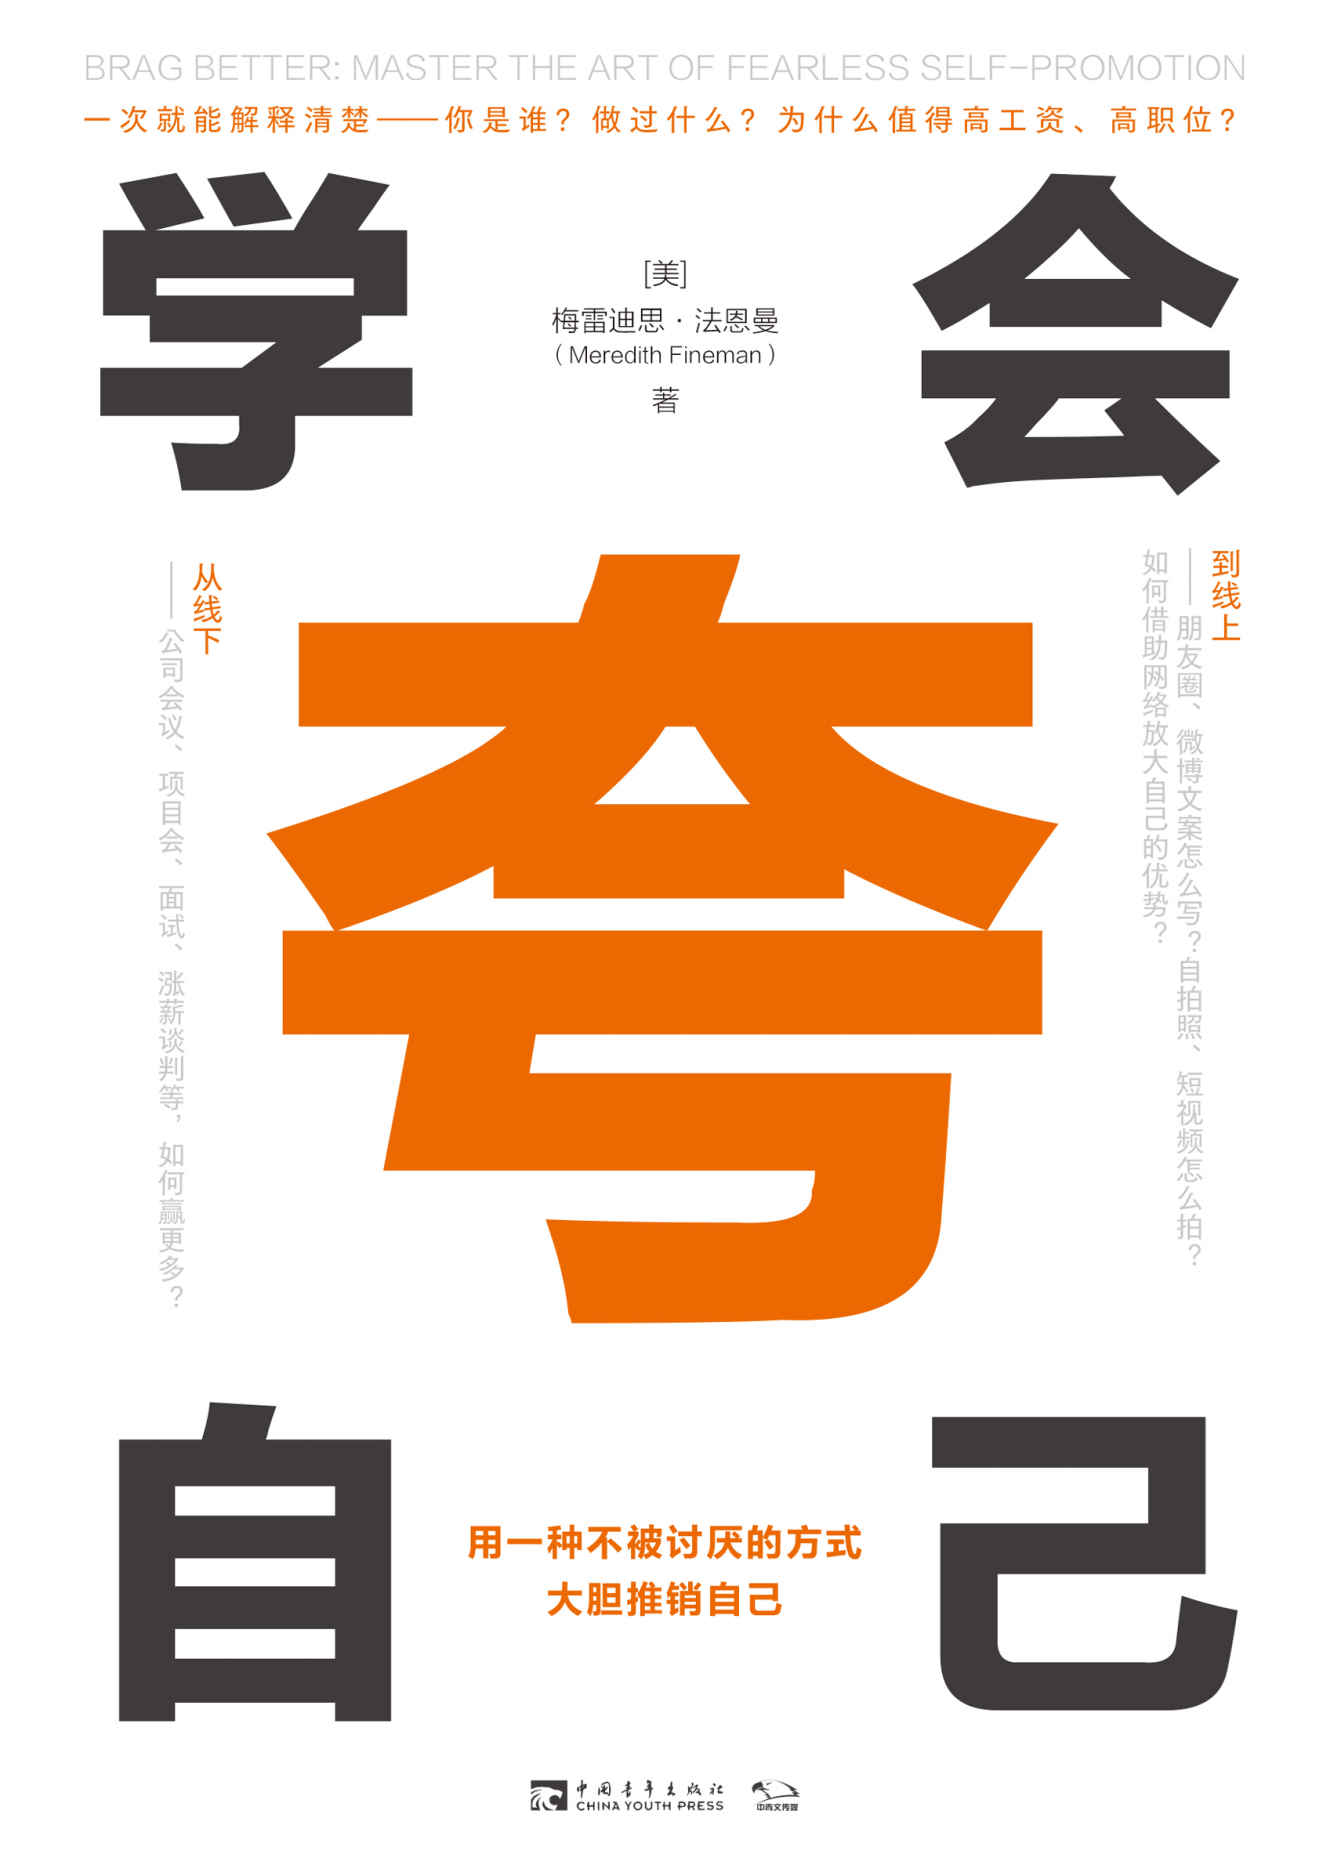 BRAG BETTER: MASTER THE ART OF FEARLESS SELF-PROMOTION
一次就能解释清楚——你是谁？做过什么？为什么值得高工资、高职位？
学会
[美]
梅雷迪思·法恩曼
（Meredith Fineman）
著
夸
从线下
——公司会议、项目会、面试、涨薪谈判等，如何赢更多？
到线上
——朋友圈、微博文案怎么写？自拍照、短视频怎么拍？
如何借助网络放大自己的优势？
自己
用一种不被讨厌的方式
大胆推销自己
中国青年出版社
CHINA YOUTH PRESS
中青文传媒